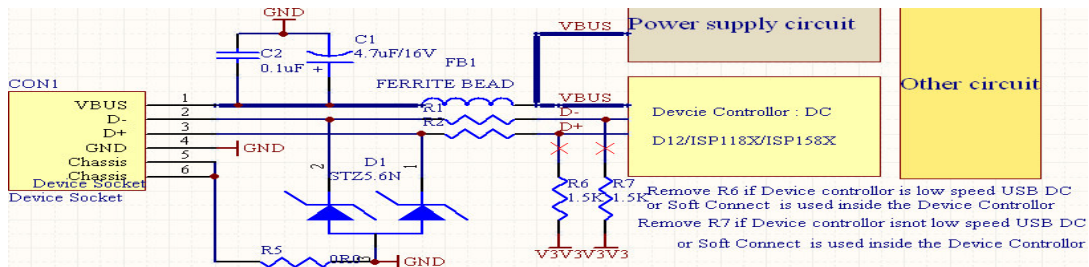 GND
VBUS
Power supply circuit
C2
0.1uF
C1
4.7uF/16V
+
FB1
FERRITE BEAD
Other circuit
CON1
VBUS
D-
D+
GND
Chassis
Chassis
Device Socket
Device Socket
1
2
3
4
5
6
GND
R1
R2
VBUS
D-
D+
Devcie Controller : DC
D12/ISP118X/ISP158X
2
D1
STZ5.6N
1
R6
1.5K
R7
1.5K
Remove R6 if Device controllor is low speed USB DC
or Soft Connect is used inside the Device Controllor
Remove R7 if Device controllor isnot low speed USB DC
or Soft Connect is used inside the Device Controllor
R5
GND
V3V3V3V3